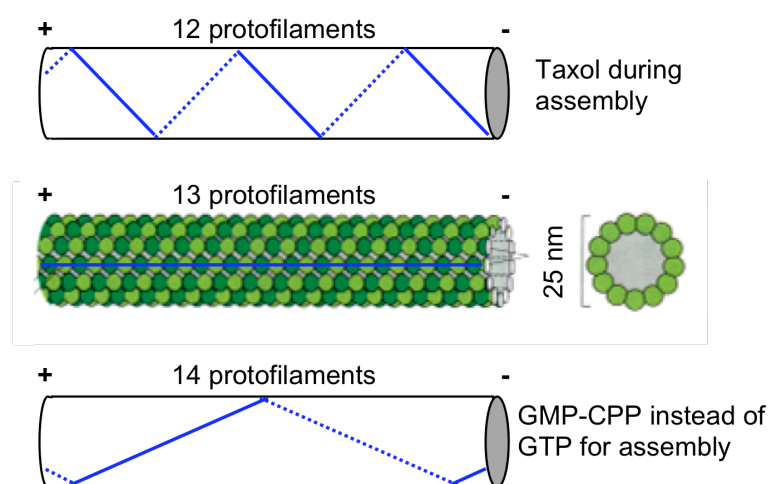 + 12 protofilaments -
Taxol during
assembly
+ 13 protofilaments -
25 nm
+ 14 protofilaments -
GMP-CPP instead of
GTP for assembly